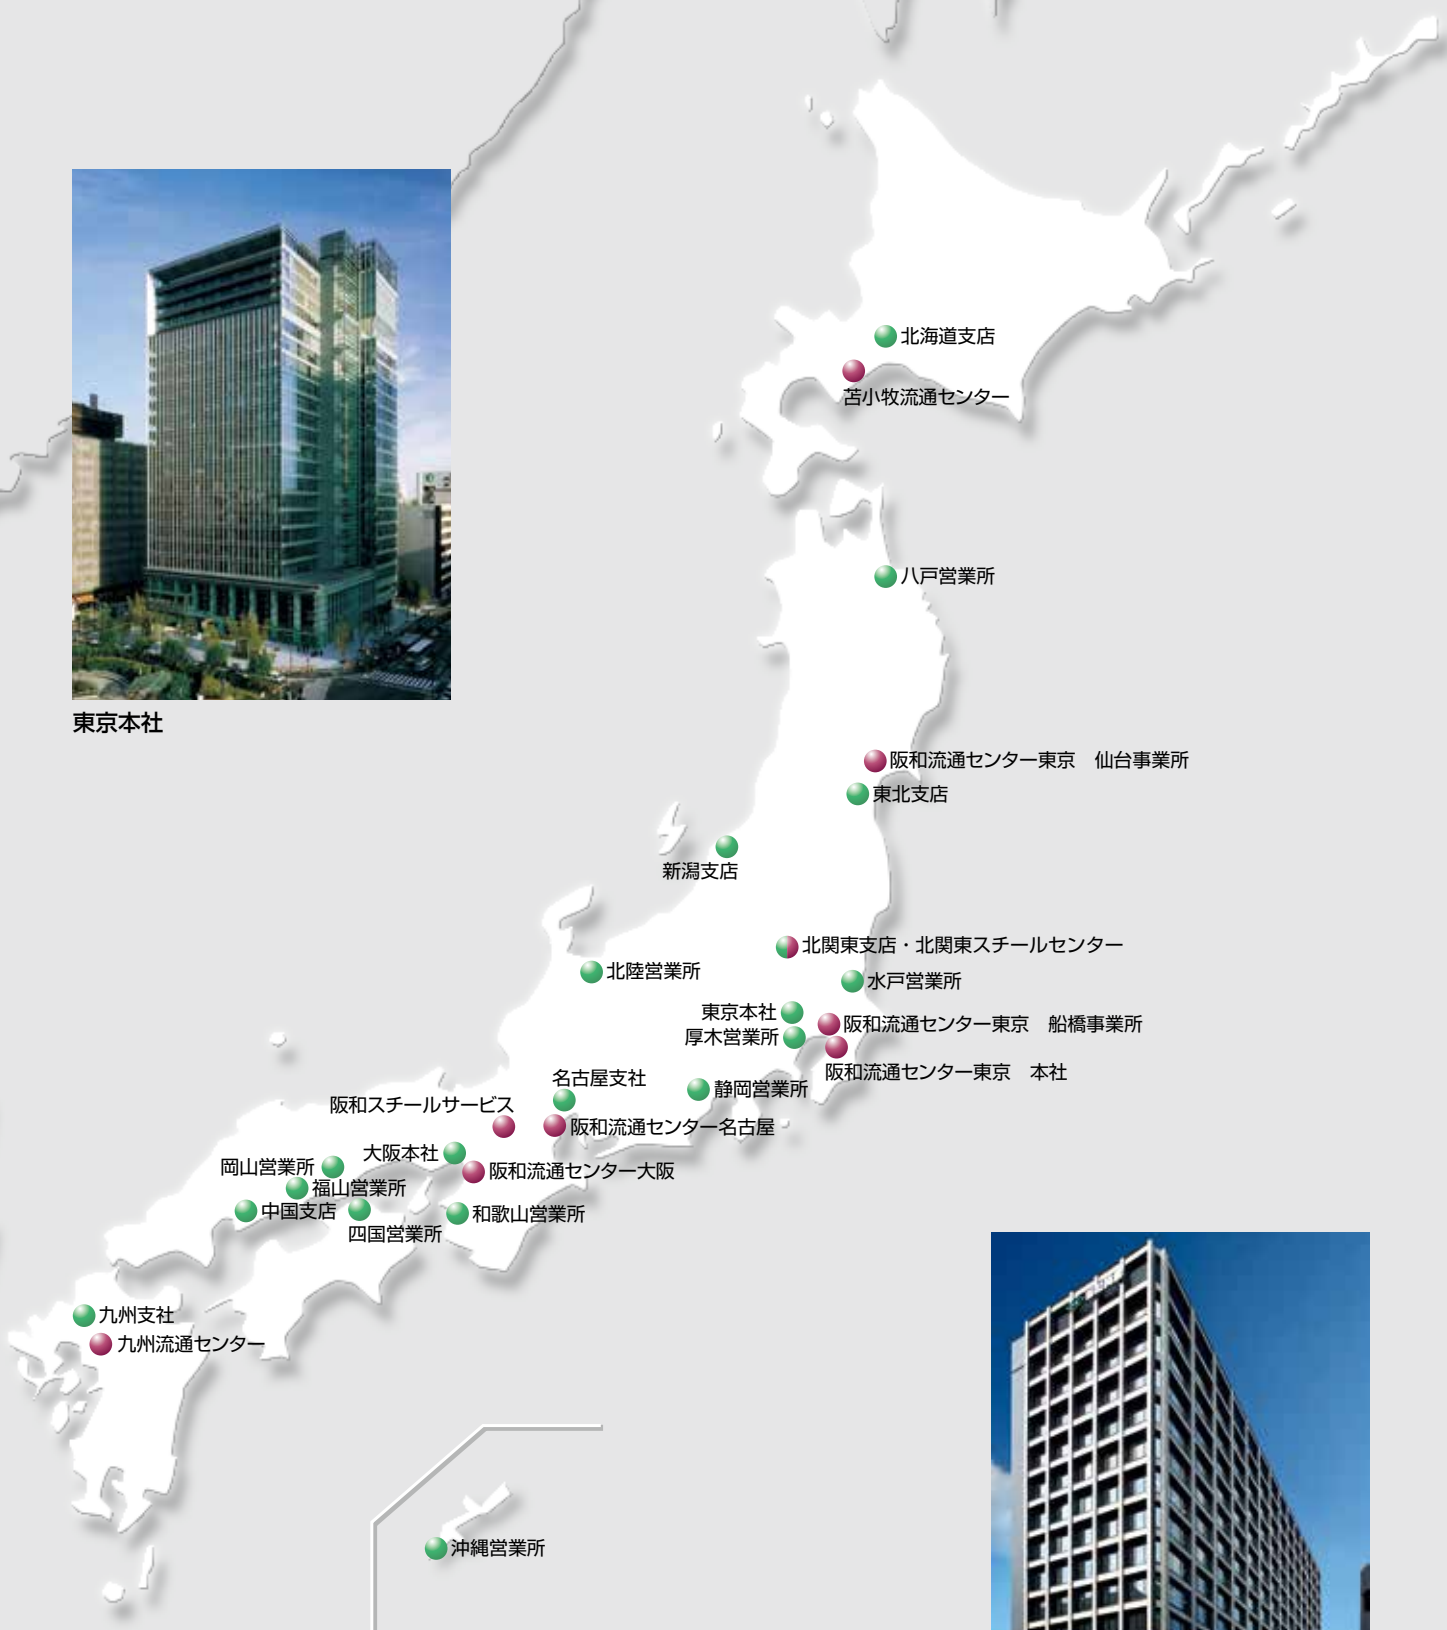 北海道支店
苫小牧流通センター
八戸営業所
東京本社
阪和流通センター東京　仙台事業所
東北支店
新潟支店
北関東支店・北関東スチールセンター
北陸営業所
水戸営業所
東京本社
阪和流通センター東京　船橋事業所
厚木営業所
阪和流通センター東京　本社
名古屋支社
静岡営業所
阪和スチールサービス
阪和流通センター名古屋
大阪本社
岡山営業所
阪和流通センター大阪
福山営業所
中国支店
和歌山営業所
四国営業所
九州支社
九州流通センター
沖縄営業所